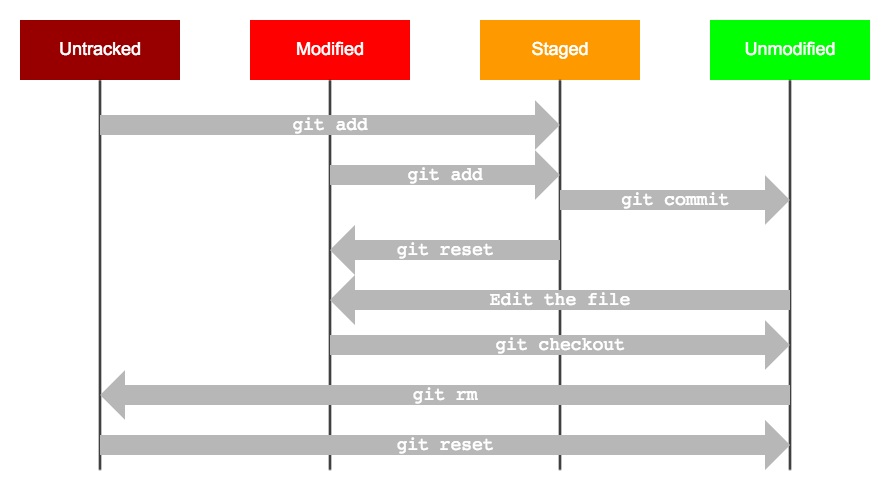 Untracked
Modified
Staged
Unmodified
git add
git add
git commit
git reset
Edit the file
git checkout
git rm
git reset